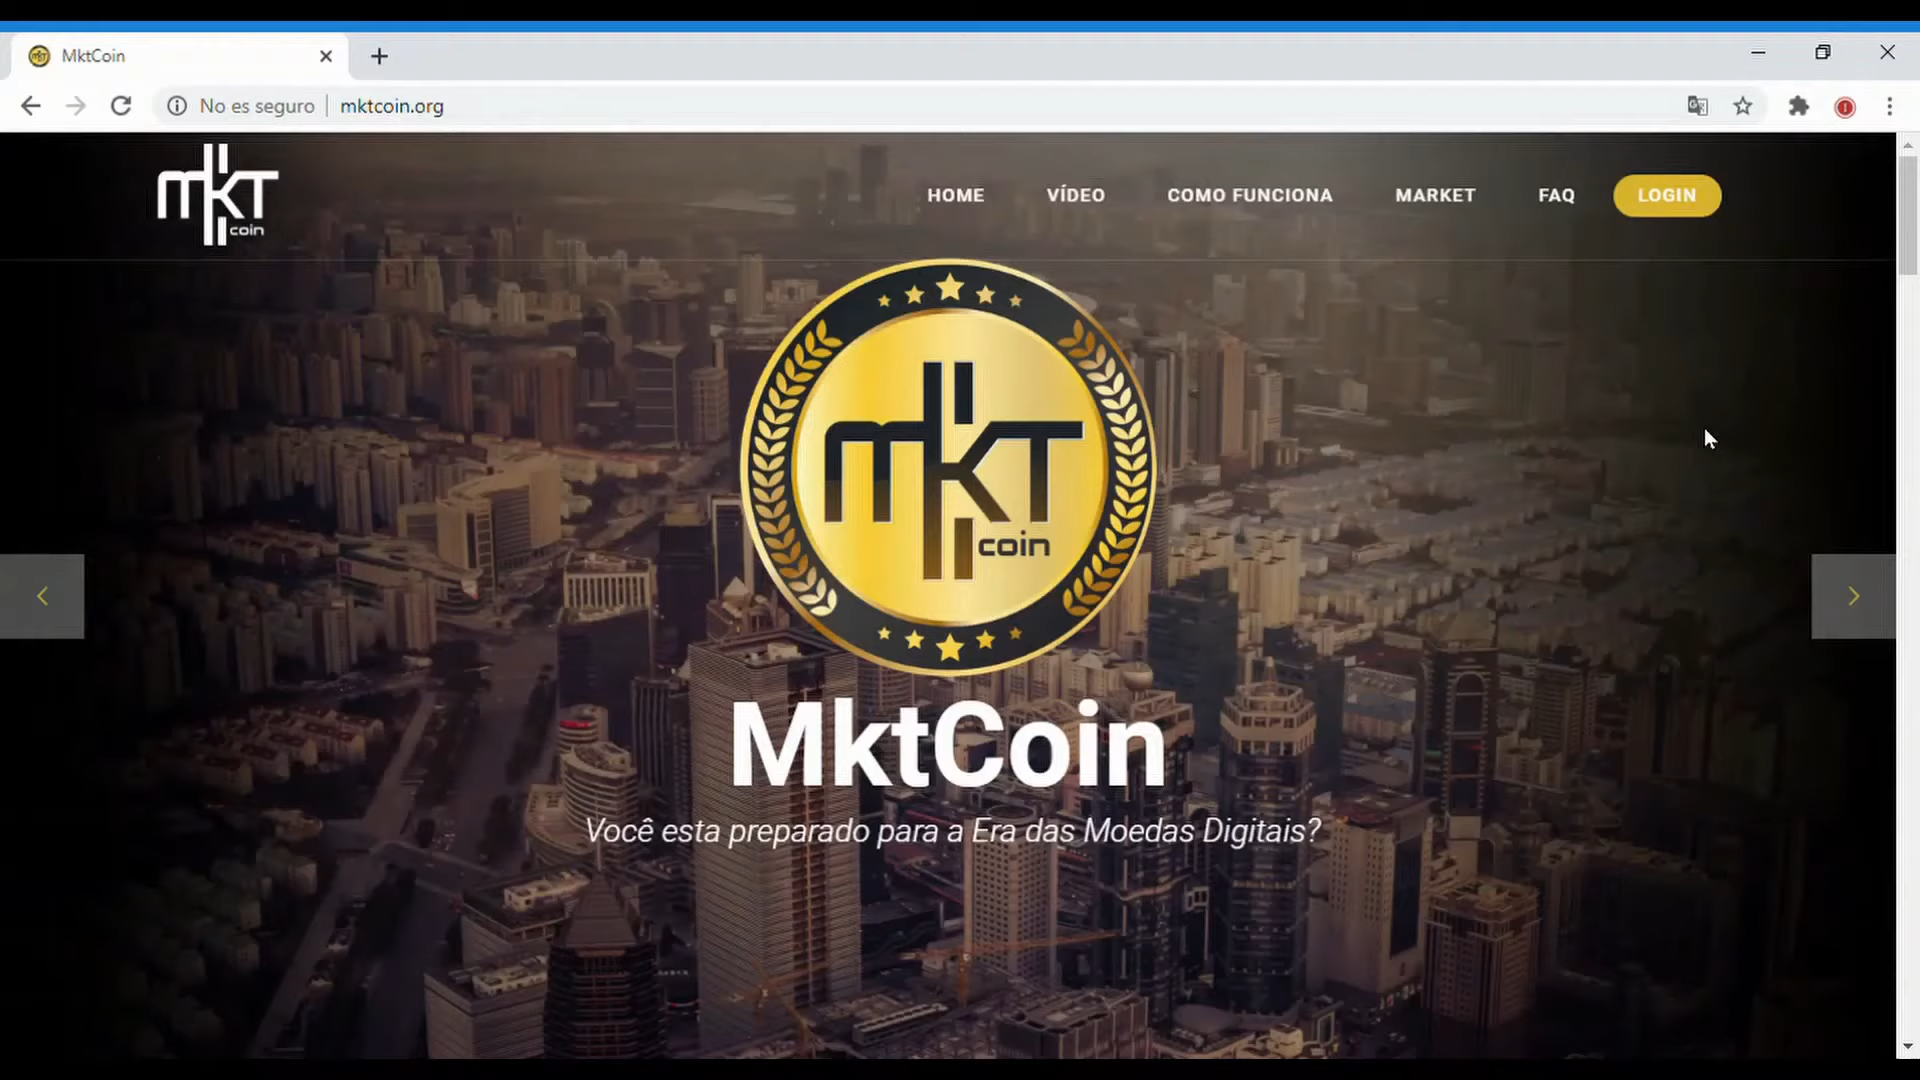 MktCoin
No es seguro | mktcoin.org
mKT
coin
HOME
VÍDEO
COMO FUNCIONA
MARKET
FAQ
LOGIN
mKT
coin
MktCoin
Você esta preparado para a Era das Moedas Digitais?